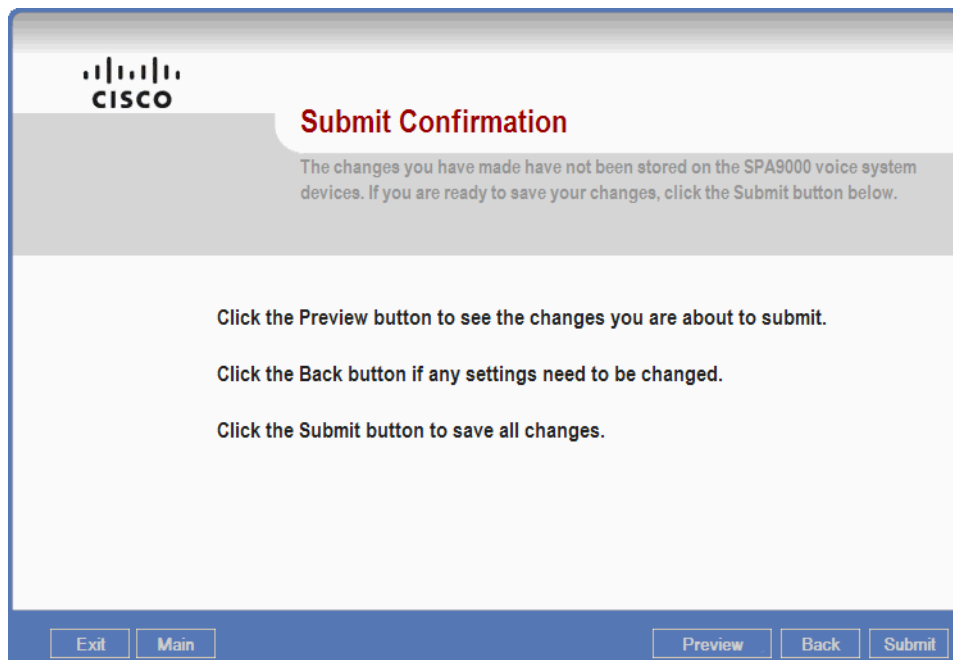 CISCO
Submit Confirmation
The changes you have made have not been stored on the SPA9000 voice system
devices. If you are ready to save your changes, click the Submit button below.
Click the Preview button to see the changes you are about to submit.
Click the Back button if any settings need to be changed.
Click the Submit button to save all changes.
Exit Main Preview Back Submit